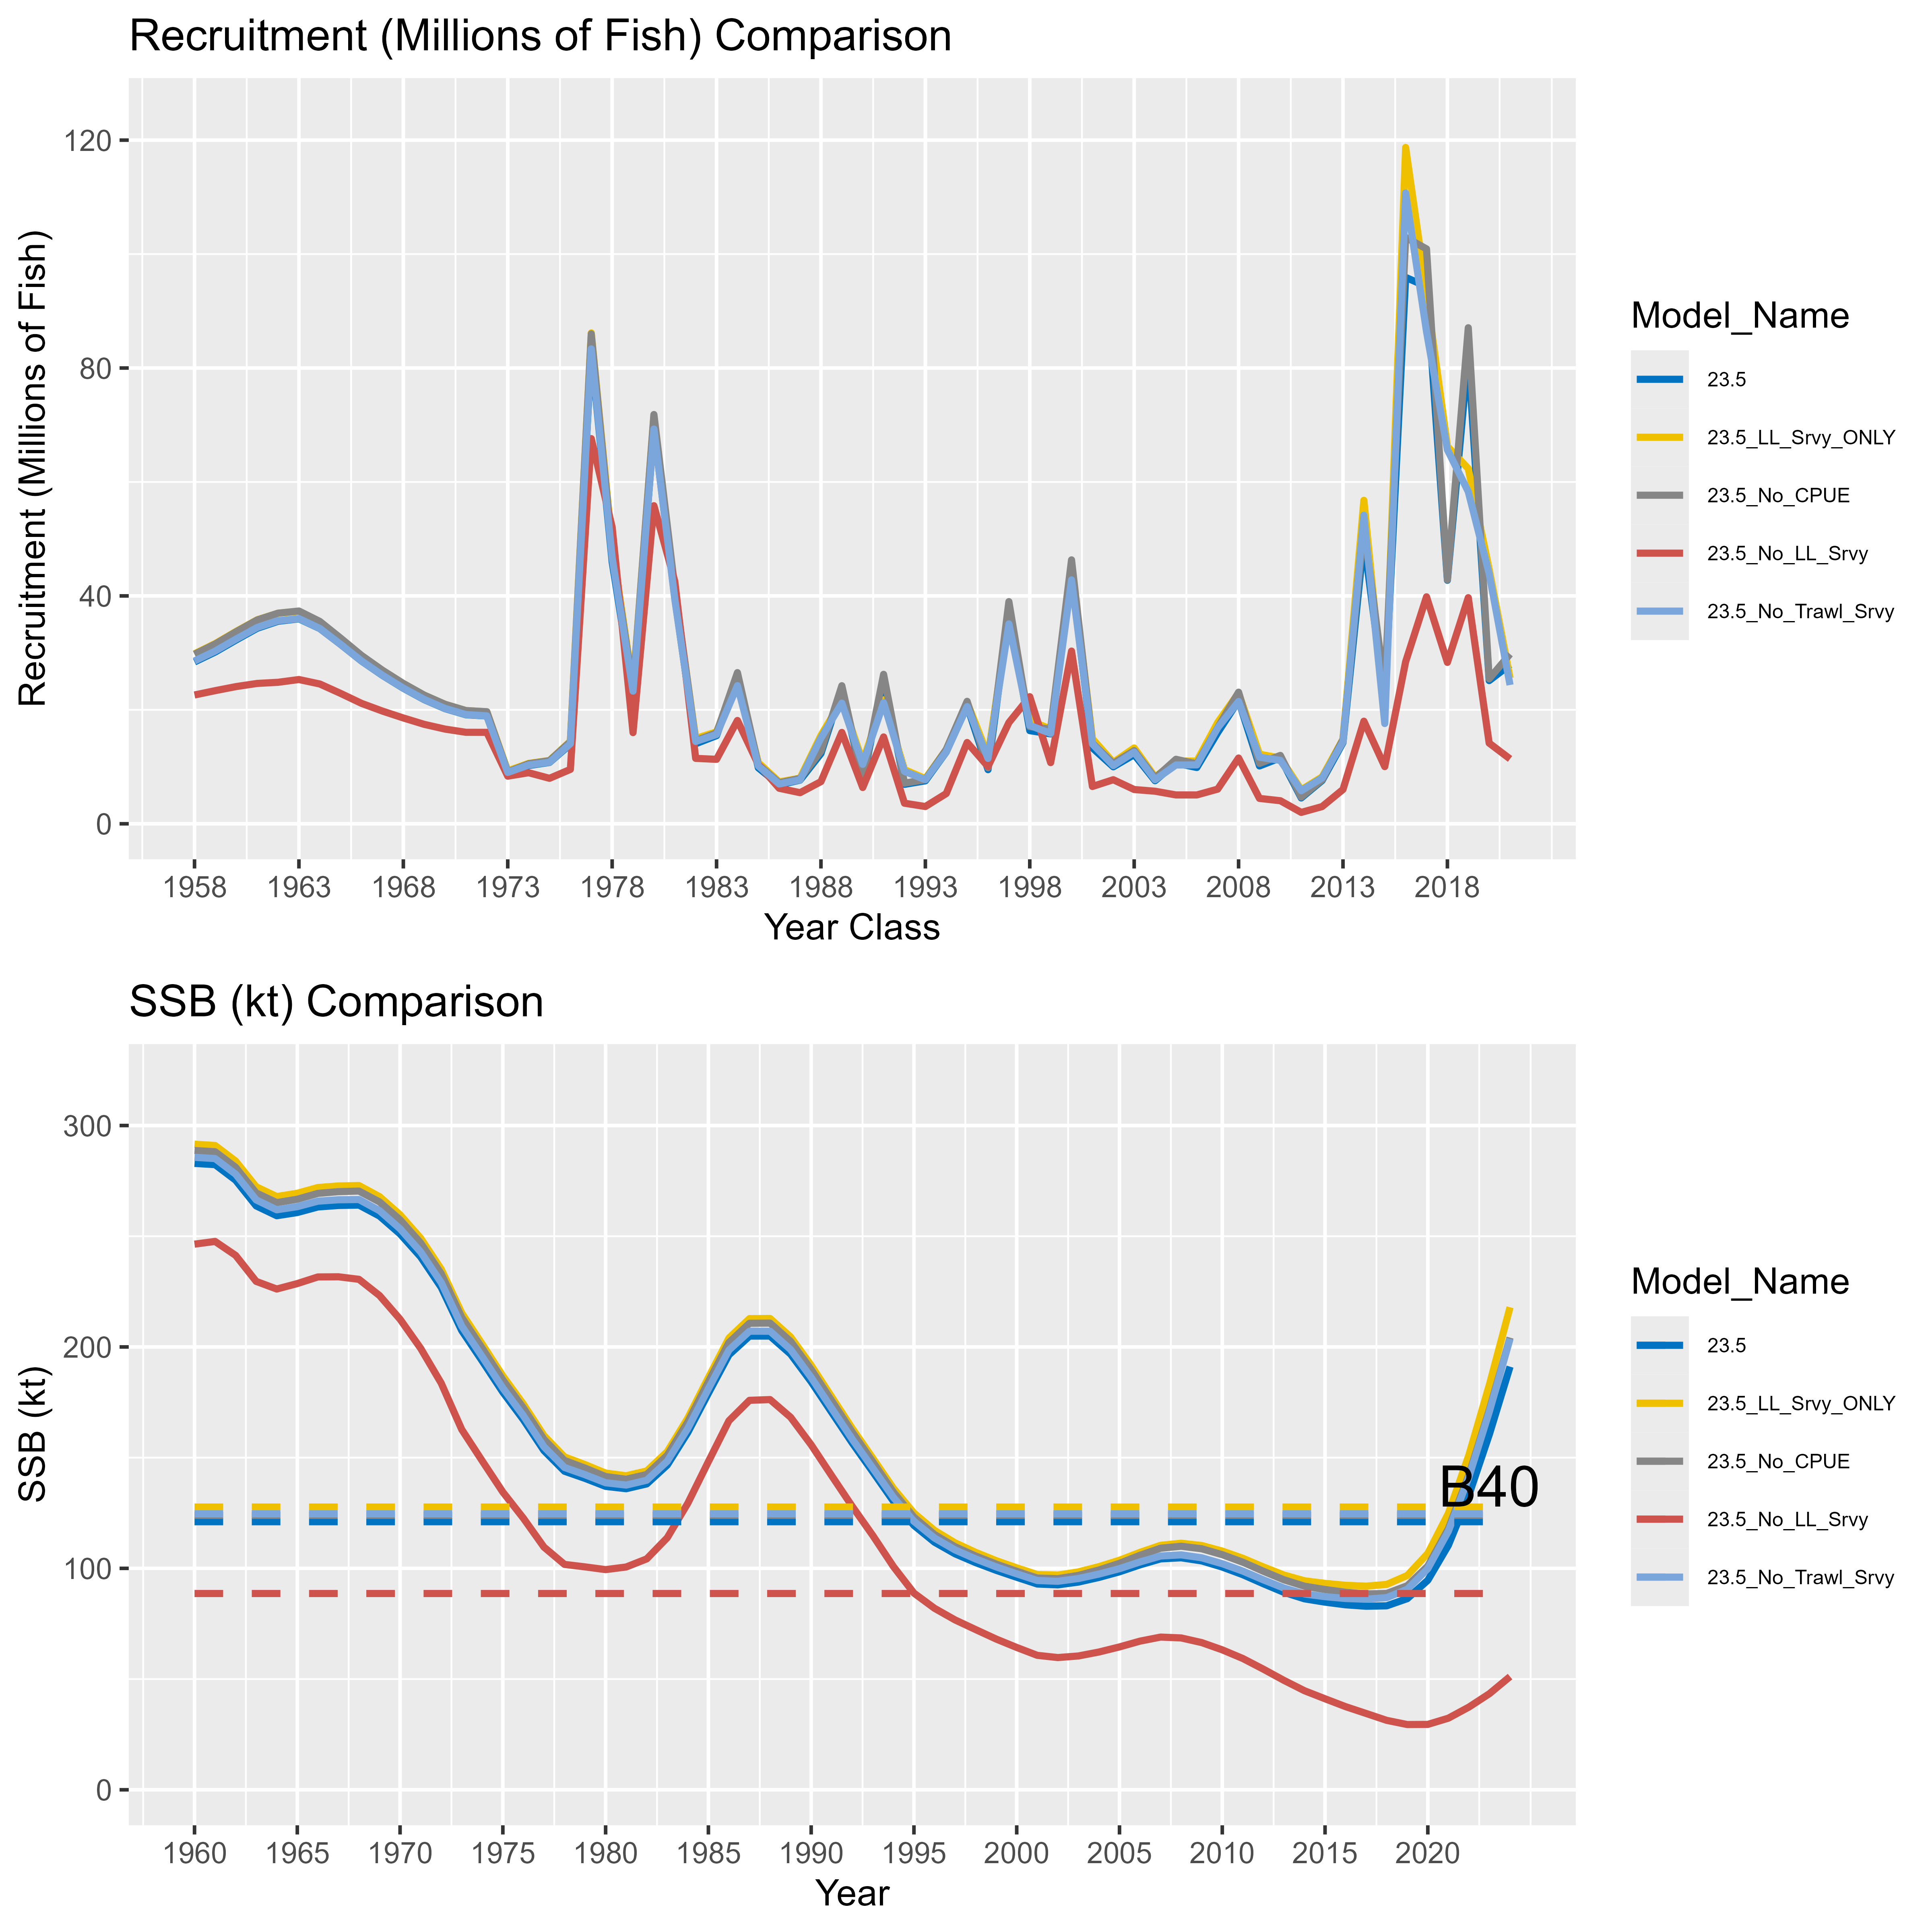 Recruitment (Millions of Fish) Comparison
Recruitment (Millions of Fish)
120
80
40
0
1958 1963 1968 1973 1978 1983 1988 1993 1998 2003 2008 2013 2018
Year Class
Model_Name
23.5
23.5_LL_Srvy_ONLY
23.5_No_CPUE
23.5_No_LL_Srvy
23.5_No_Trawl_Srvy
SSB (kt) Comparison
SSB (kt)
300
200
100
0
B40
1960 1965 1970 1975 1980 1985 1990 1995 2000 2005 2010 2015 2020
Year
Model_Name
23.5
23.5_LL_Srvy_ONLY
23.5_No_CPUE
23.5_No_LL_Srvy
23.5_No_Trawl_Srvy